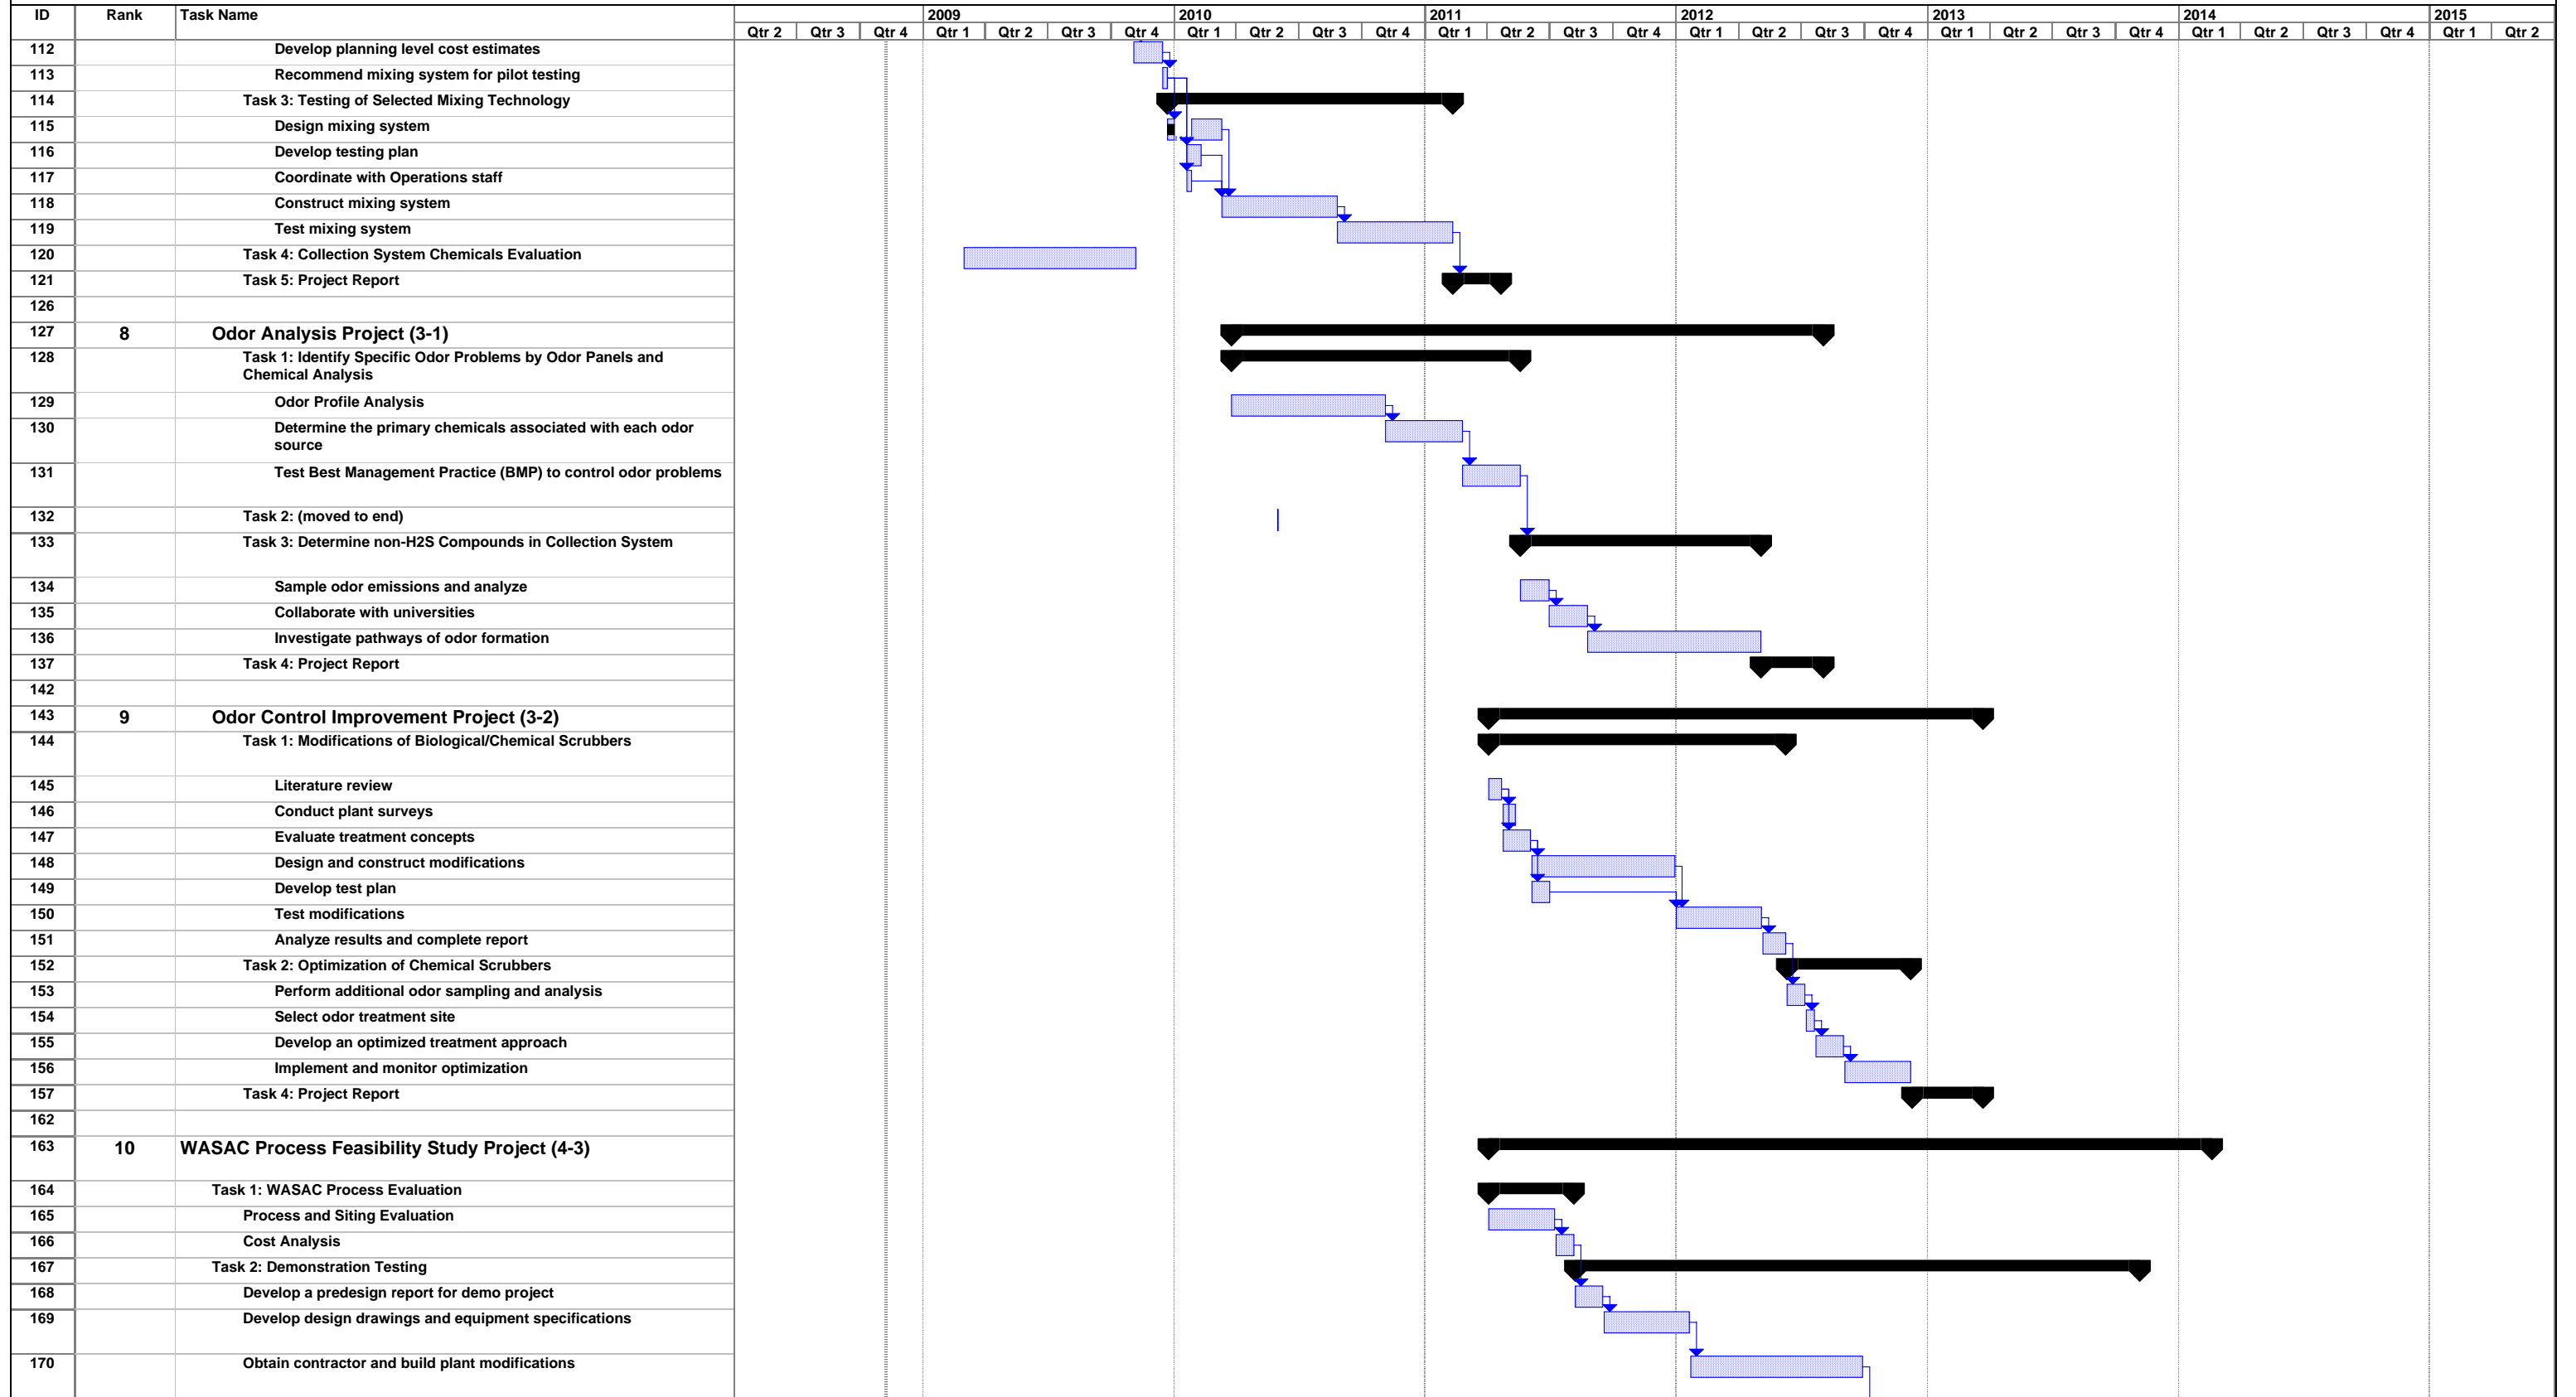 ID Rank Task Name 2009 2010 2011 2012 2013 2014 2015
Qtr 2 Qtr 3 Qtr 4 Qtr 1 Qtr 2 Qtr 3 Qtr 4 Qtr 1 Qtr 2 Qtr 3 Qtr 4 Qtr 1 Qtr 2 Qtr 3 Qtr 4 Qtr 1 Qtr 2 Qtr 3 Qtr 4 Qtr 1 Qtr 2 Qtr 3 Qtr 4 Qtr 1 Qtr 2 Qtr 3 Qtr 4 Qtr 1 Qtr 2
112 Develop planning level cost estimates
113 Recommend mixing system for pilot testing
114 Task 3: Testing of Selected Mixing Technology
115 Design mixing system
116 Develop testing plan
117 Coordinate with Operations staff
118 Construct mixing system
119 Test mixing system
120 Task 4: Collection System Chemicals Evaluation
121 Task 5: Project Report
126
127 8 Odor Analysis Project (3-1)
128 Task 1: Identify Specific Odor Problems by Odor Panels and
Chemical Analysis
129 Odor Profile Analysis
130 Determine the primary chemicals associated with each odor
source
131 Test Best Management Practice (BMP) to control odor problems
132 Task 2: (moved to end)
133 Task 3: Determine non-H2S Compounds in Collection System
134 Sample odor emissions and analyze
135 Collaborate with universities
136 Investigate pathways of odor formation
137 Task 4: Project Report
142
143 9 Odor Control Improvement Project (3-2)
144 Task 1: Modifications of Biological/Chemical Scrubbers
145 Literature review
146 Conduct plant surveys
147 Evaluate treatment concepts
148 Design and construct modifications
149 Develop test plan
150 Test modifications
151 Analyze results and complete report
152 Task 2: Optimization of Chemical Scrubbers
153 Perform additional odor sampling and analysis
154 Select odor treatment site
155 Develop an optimized treatment approach
156 Implement and monitor optimization
157 Task 4: Project Report
162
163 10 WASAC Process Feasibility Study Project (4-3)
164 Task 1: WASAC Process Evaluation
165 Process and Siting Evaluation
166 Cost Analysis
167 Task 2: Demonstration Testing
168 Develop a predesign report for demo project
169 Develop design drawings and equipment specifications
170 Obtain contractor and build plant modifications